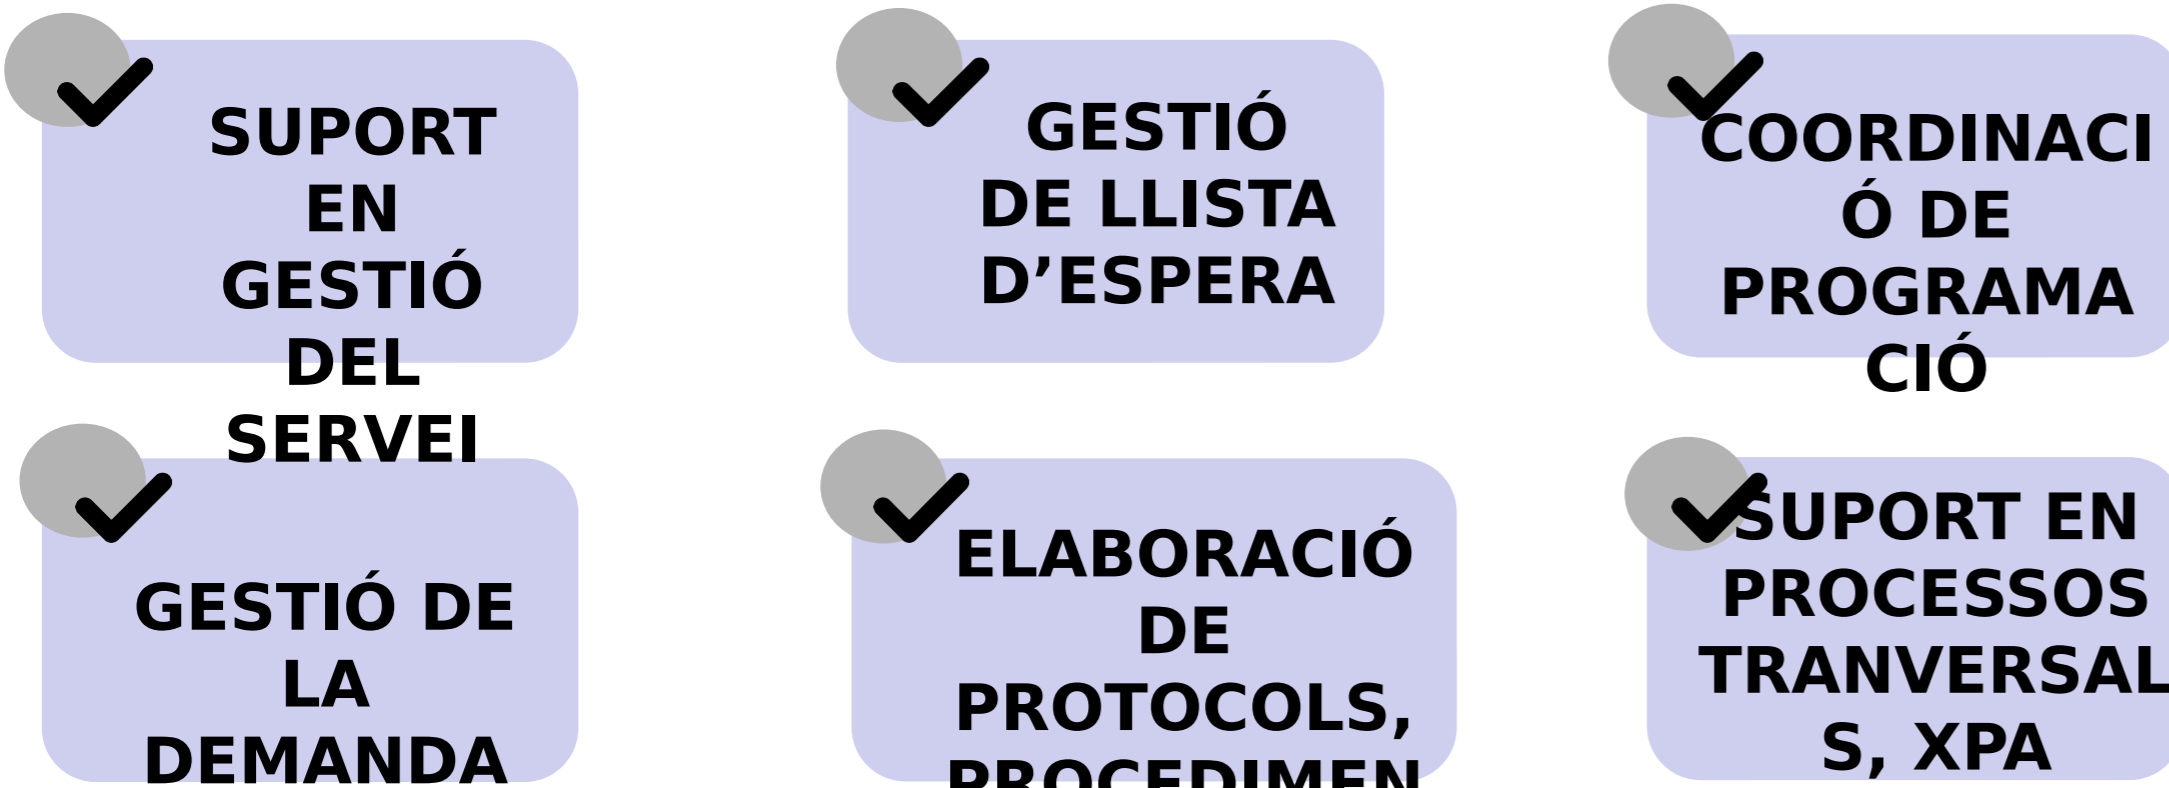 SUPORT
EN
GESTIÓ
DEL
SERVEI
GESTIÓ
DE LLISTA
D’ESPERA
COORDINACI
Ó DE
PROGRAMA
CIÓ
GESTIÓ DE
LA
DEMANDA
ELABORACIÓ
DE
PROTOCOLS,
PROCEDIMEN
SUPORT EN
PROCESSOS
TRANVERSAL
S, XPA